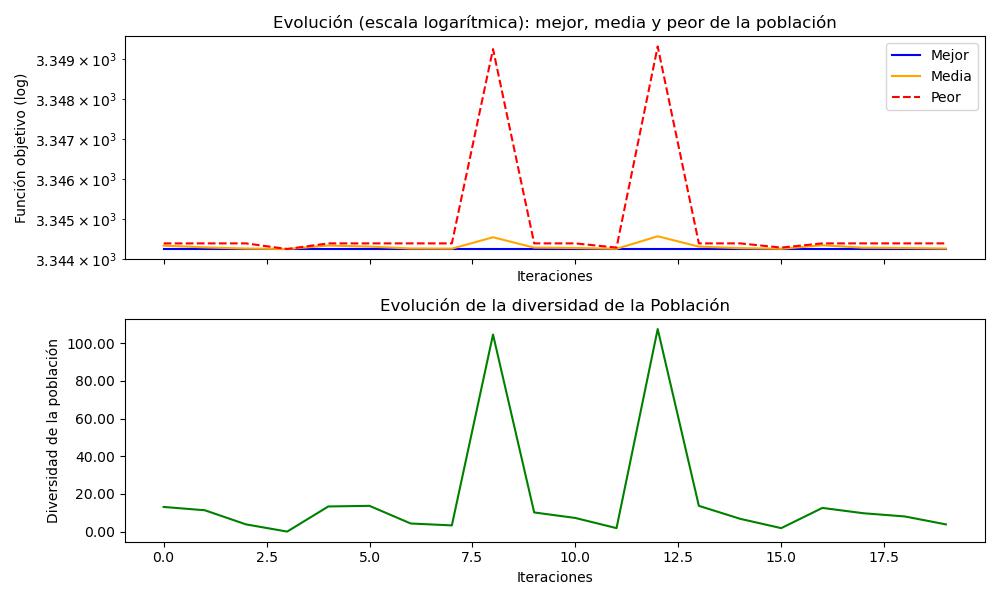 Evolución (escala logarítmica): mejor, media y peor de la población
Función objetivo (log)
3.349 × 10³
3.348 × 10³
3.347 × 10³
3.346 × 10³
3.345 × 10³
3.344 × 10³
Mejor
Media
Peor
Iteraciones
Evolución de la diversidad de la Población
Diversidad de la población
100.00
80.00
60.00
40.00
20.00
0.00
0.0 2.5 5.0 7.5 10.0 12.5 15.0 17.5
Iteraciones